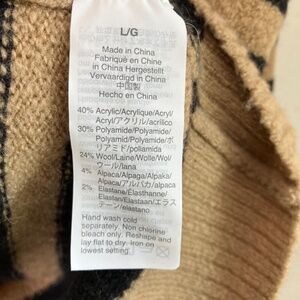 L/G
Made in China
Fabriqué en Chine
In China Hergestellt
Vervaardigd in China
中国製
Hecho en China
40% Acrylic/Acrylique/Acryl/
Acryl/アクリル/acrílico
30% Polyamide/Polyamide/
Polyamid/Polyamide/ポ
リアミド/poliamida
24% Wool/Laine/Wolle/Wol/
ウール/lana
4% Alpaca/Alpaga/Alpaka/
Alpaca/アルパカ/alpaca
2% Elastane/Élasthanne/
Elastan/Elastaan/エラス
テーン/elastano
Hand wash cold
separately. Non chlorine
bleach only. Reshape and
lay flat to dry. Iron on
lowest setting.